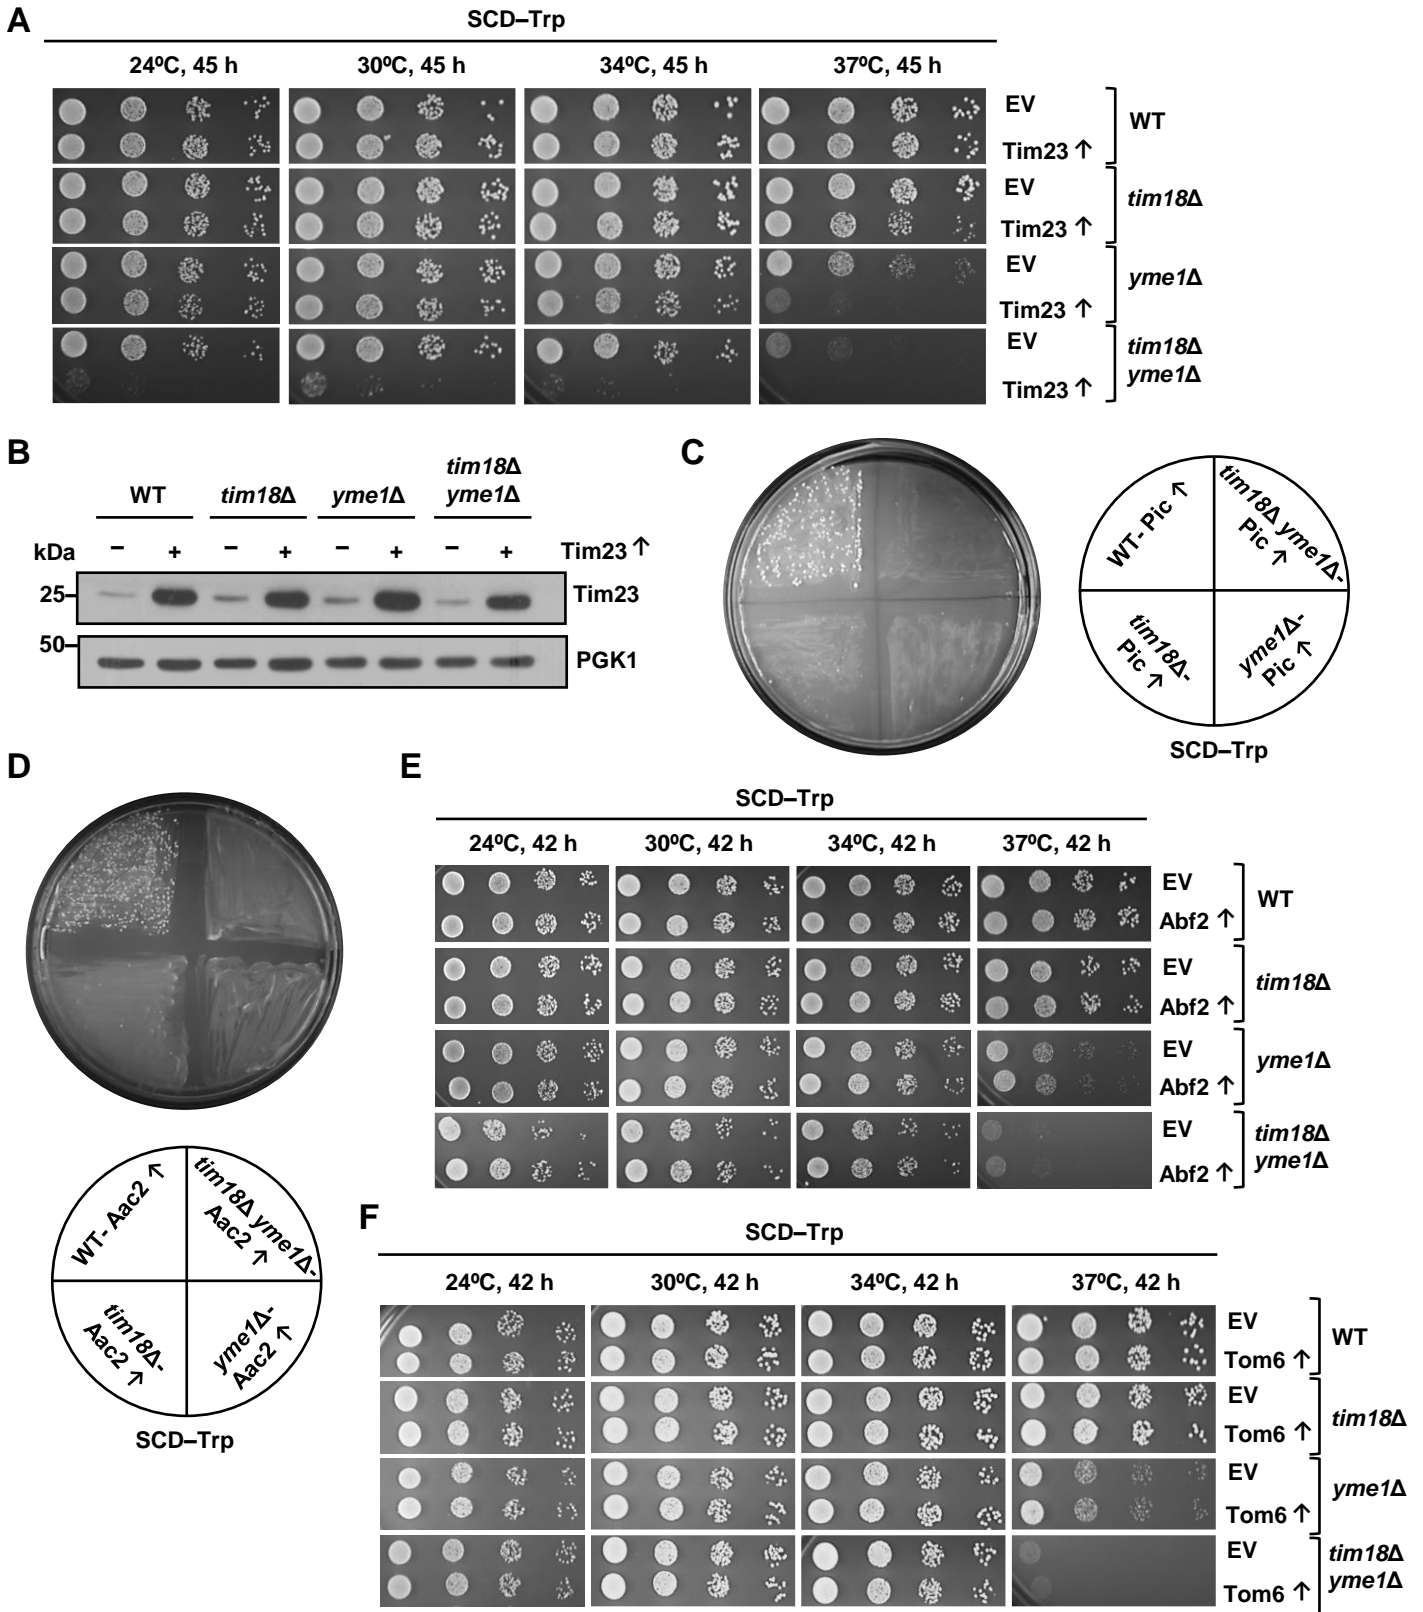 A
SCD–Trp
24ºC, 45 h
30ºC, 45 h
34ºC, 45 h
37ºC, 45 h
EV
Tim23 ↑
WT
EV
Tim23 ↑
tim18Δ
EV
Tim23 ↑
yme1Δ
EV
Tim23 ↑
tim18Δ
yme1Δ
B
WT
tim18Δ
yme1Δ
tim18Δ
yme1Δ
kDa
– + – + – + – +
Tim23 ↑
25
Tim23
50
PGK1
C
WT- Pic ↑
tim18Δ yme1Δ-
Pic ↑
tim18Δ-
Pic ↑
yme1Δ-
Pic ↑
SCD–Trp
D
WT- Aac2 ↑
tim18Δ yme1Δ-
Aac2 ↑
tim18Δ-
Aac2 ↑
yme1Δ-
Aac2 ↑
SCD–Trp
E
SCD–Trp
24ºC, 42 h
30ºC, 42 h
34ºC, 42 h
37ºC, 42 h
EV
Abf2 ↑
WT
EV
Abf2 ↑
tim18Δ
EV
Abf2 ↑
yme1Δ
EV
Abf2 ↑
tim18Δ
yme1Δ
F
SCD–Trp
24ºC, 42 h
30ºC, 42 h
34ºC, 42 h
37ºC, 42 h
EV
Tom6 ↑
WT
EV
Tom6 ↑
tim18Δ
EV
Tom6 ↑
yme1Δ
EV
Tom6 ↑
tim18Δ
yme1Δ